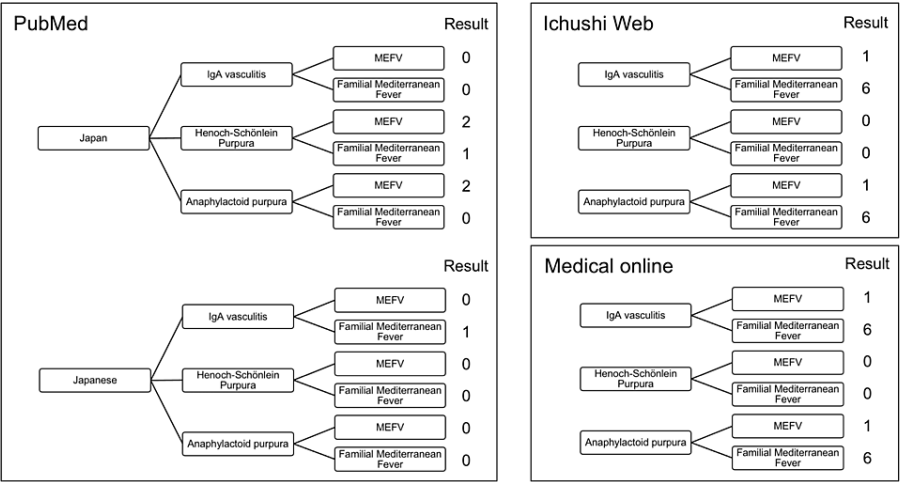 PubMed
Result
Japan
IgA vasculitis
MEFV
0
Familial Mediterranean
Fever
0
Henoch-Schönlein
Purpura
MEFV
2
Familial Mediterranean
Fever
1
Anaphylactoid purpura
MEFV
2
Familial Mediterranean
Fever
0
Result
Japanese
IgA vasculitis
MEFV
0
Familial Mediterranean
Fever
1
Henoch-Schönlein
Purpura
MEFV
0
Familial Mediterranean
Fever
0
Anaphylactoid purpura
MEFV
0
Familial Mediterranean
Fever
0
Ichushi Web
Result
IgA vasculitis
MEFV
1
Familial Mediterranean
Fever
6
Henoch-Schönlein
Purpura
MEFV
0
Familial Mediterranean
Fever
0
Anaphylactoid purpura
MEFV
1
Familial Mediterranean
Fever
6
Medical online
Result
IgA vasculitis
MEFV
1
Familial Mediterranean
Fever
6
Henoch-Schönlein
Purpura
MEFV
0
Familial Mediterranean
Fever
0
Anaphylactoid purpura
MEFV
1
Familial Mediterranean
Fever
6